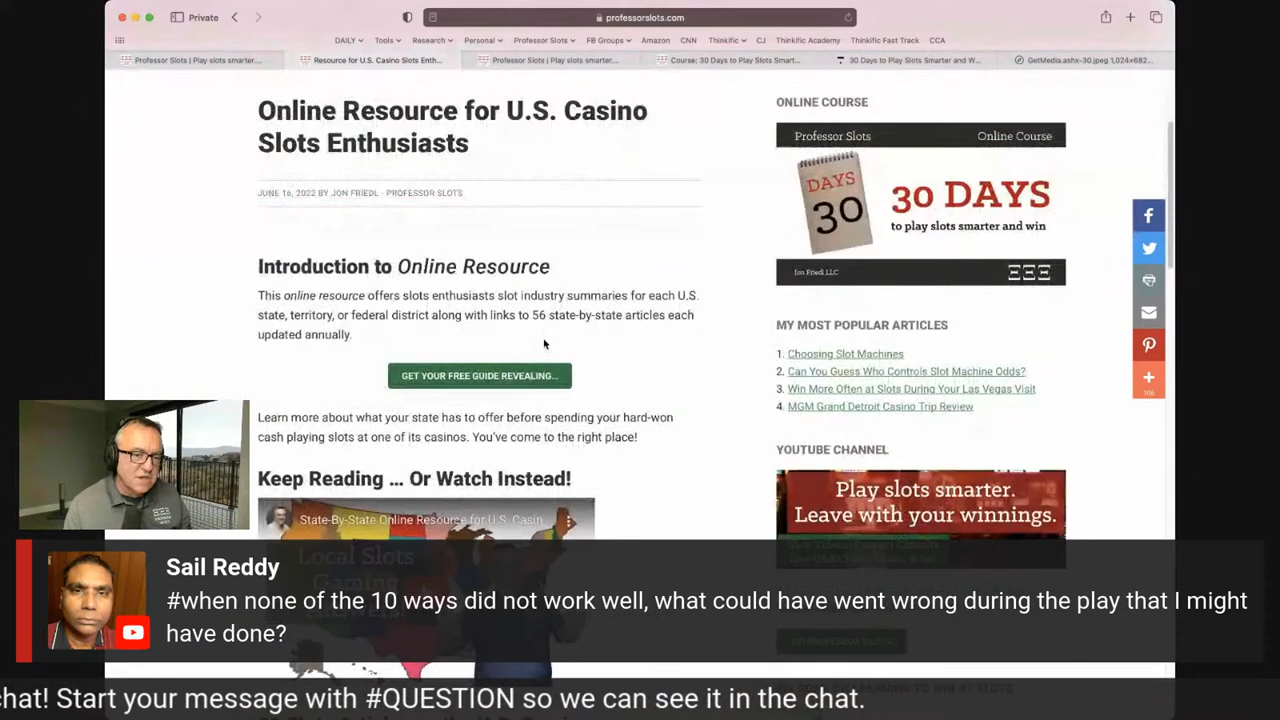 Private
professorslots.com
DAILY
Tools
Research
Personal
Professor Slots
FB Groups
Amazon
CNN
Thinkific
CJ
Thinkific Academy
Thinkific Fast Track
CCA
Professor Slots | Play slots smarter...
Resource for U.S. Casino Slots Enth...
Professor Slots | Play slots smarter...
Course: 30 Days to Play Slots Smart...
30 Days to Play Slots Smarter and W...
GetMedia.ashx-30.jpeg 1,024×682...
Online Resource for U.S. Casino
Slots Enthusiasts
JUNE 16, 2022 BY JON FRIEDL - PROFESSOR SLOTS
Introduction to Online Resource
This online resource offers slots enthusiasts slot industry summaries for each U.S.
state, territory, or federal district along with links to 56 state-by-state articles each
updated annually.
GET YOUR FREE GUIDE REVEALING...
Learn more about what your state has to offer before spending your hard-won
cash playing slots at one of its casinos. You've come to the right place!
Keep Reading ... Or Watch Instead!
State-By-State Online Resource for U.S. Casin
Local Slots
Gaming
ONLINE COURSE
Professor Slots
Online Course
DAYS
30
30 DAYS
to play slots smarter and win
Jon Friedl LLC
MY MOST POPULAR ARTICLES
1. Choosing Slot Machines
2. Can You Guess Who Controls Slot Machine Odds?
3. Win More Often at Slots During Your Las Vegas Visit
4. MGM Grand Detroit Casino Trip Review
YOUTUBE CHANNEL
Play slots smarter.
Leave with your winnings.
Sail Reddy
#when none of the 10 ways did not work well, what could have went wrong during the play that I might
have done?
chat! Start your message with #QUESTION so we can see it in the chat.